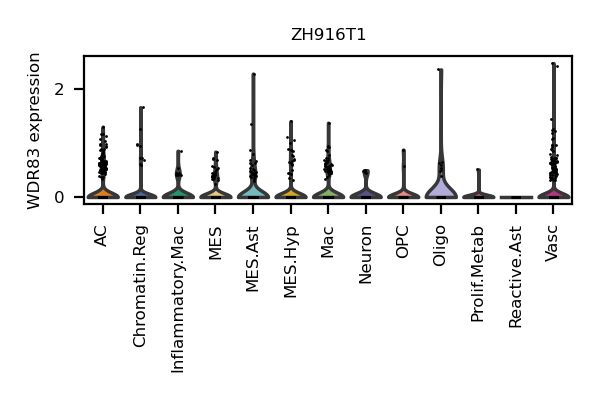 ZH916T1
WDR83 expression
2
0
AC
Chromatin.Reg
Inflammatory.Mac
MES
MES.Ast
MES.Hyp
Mac
Neuron
OPC
Oligo
Prolif.Metab
Reactive.Ast
Vasc